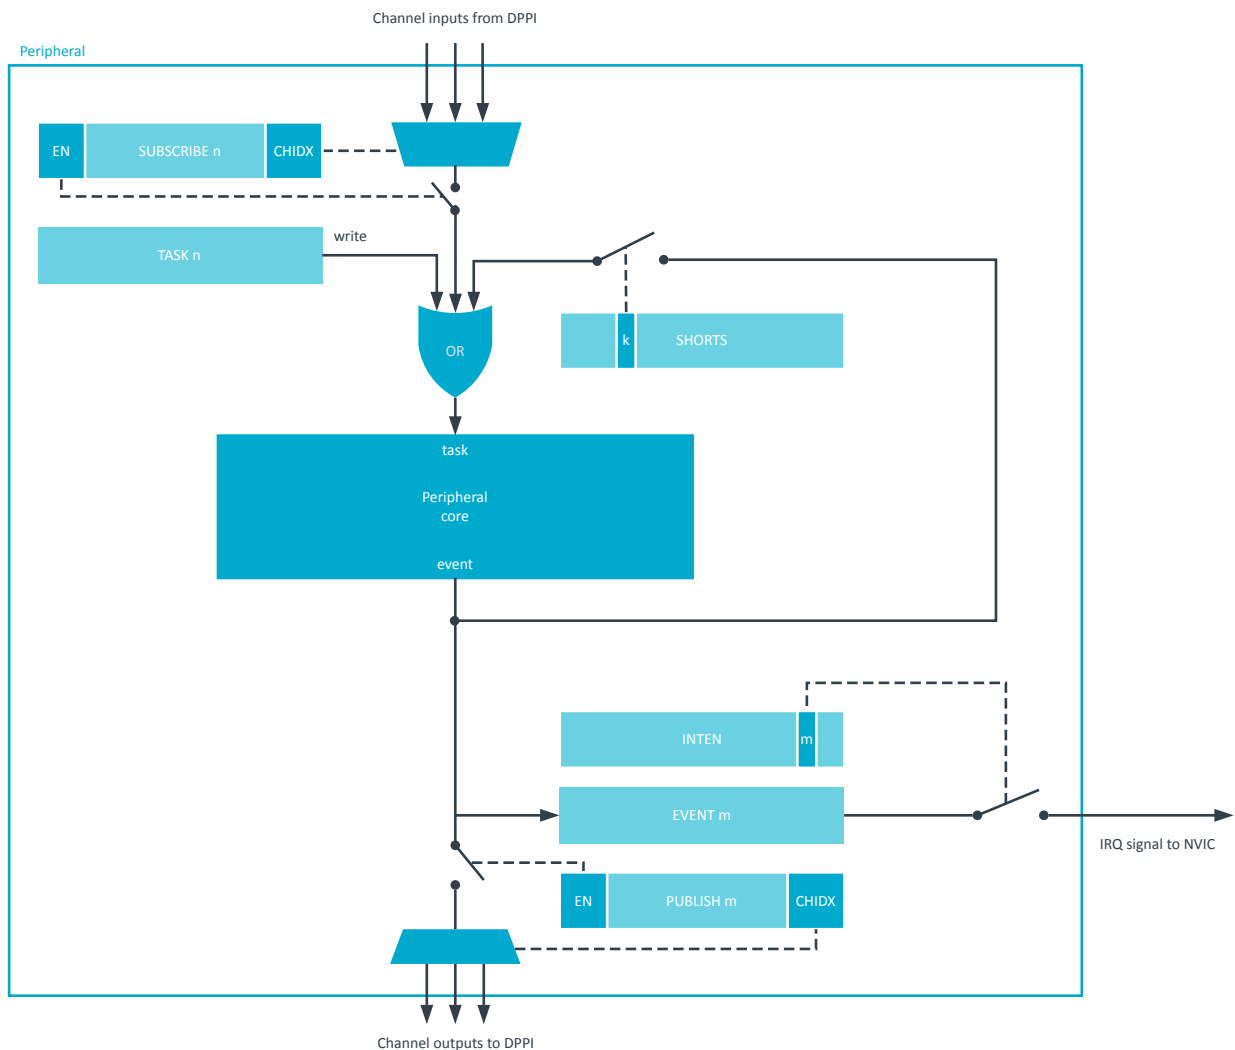 Channel inputs from DPPI
Peripheral
EN
SUBSCRIBE n
CHIDX
TASK n
write
OR
k
SHORTS
task
Peripheral
core
event
INTEN
m
EVENT m
IRQ signal to NVIC
EN
PUBLISH m
CHIDX
Channel outputs to DPPI